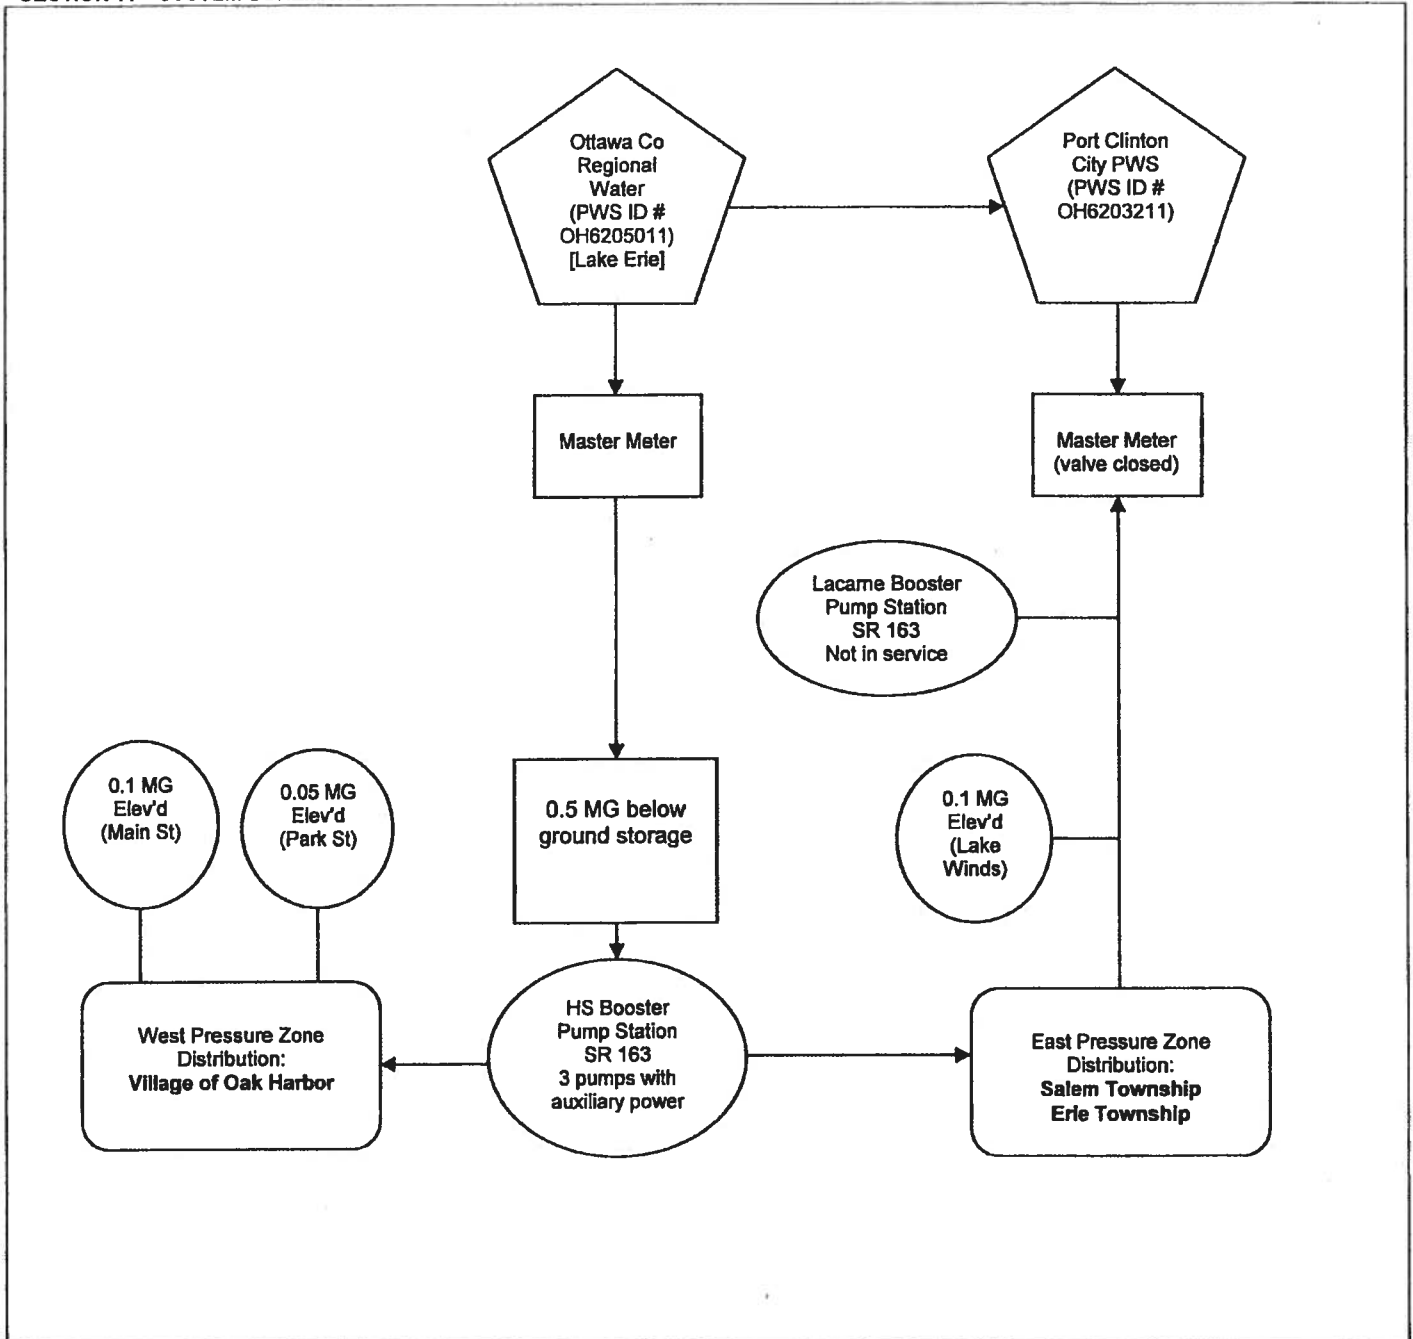 Ottawa Co
Regional
Water
(PWS ID #
OH6205011)
[Lake Erie]
Port Clinton
City PWS
(PWS ID #
OH6203211)
Master Meter
Master Meter
(valve closed)
Lacarne Booster
Pump Station
SR 163
Not in service
0.1 MG
Elev'd
(Main St)
0.05 MG
Elev'd
(Park St)
0.5 MG below
ground storage
0.1 MG
Elev'd
(Lake
Winds)
West Pressure Zone
Distribution:
Village of Oak Harbor
HS Booster
Pump Station
SR 163
3 pumps with
auxiliary power
East Pressure Zone
Distribution:
Salem Township
Erie Township